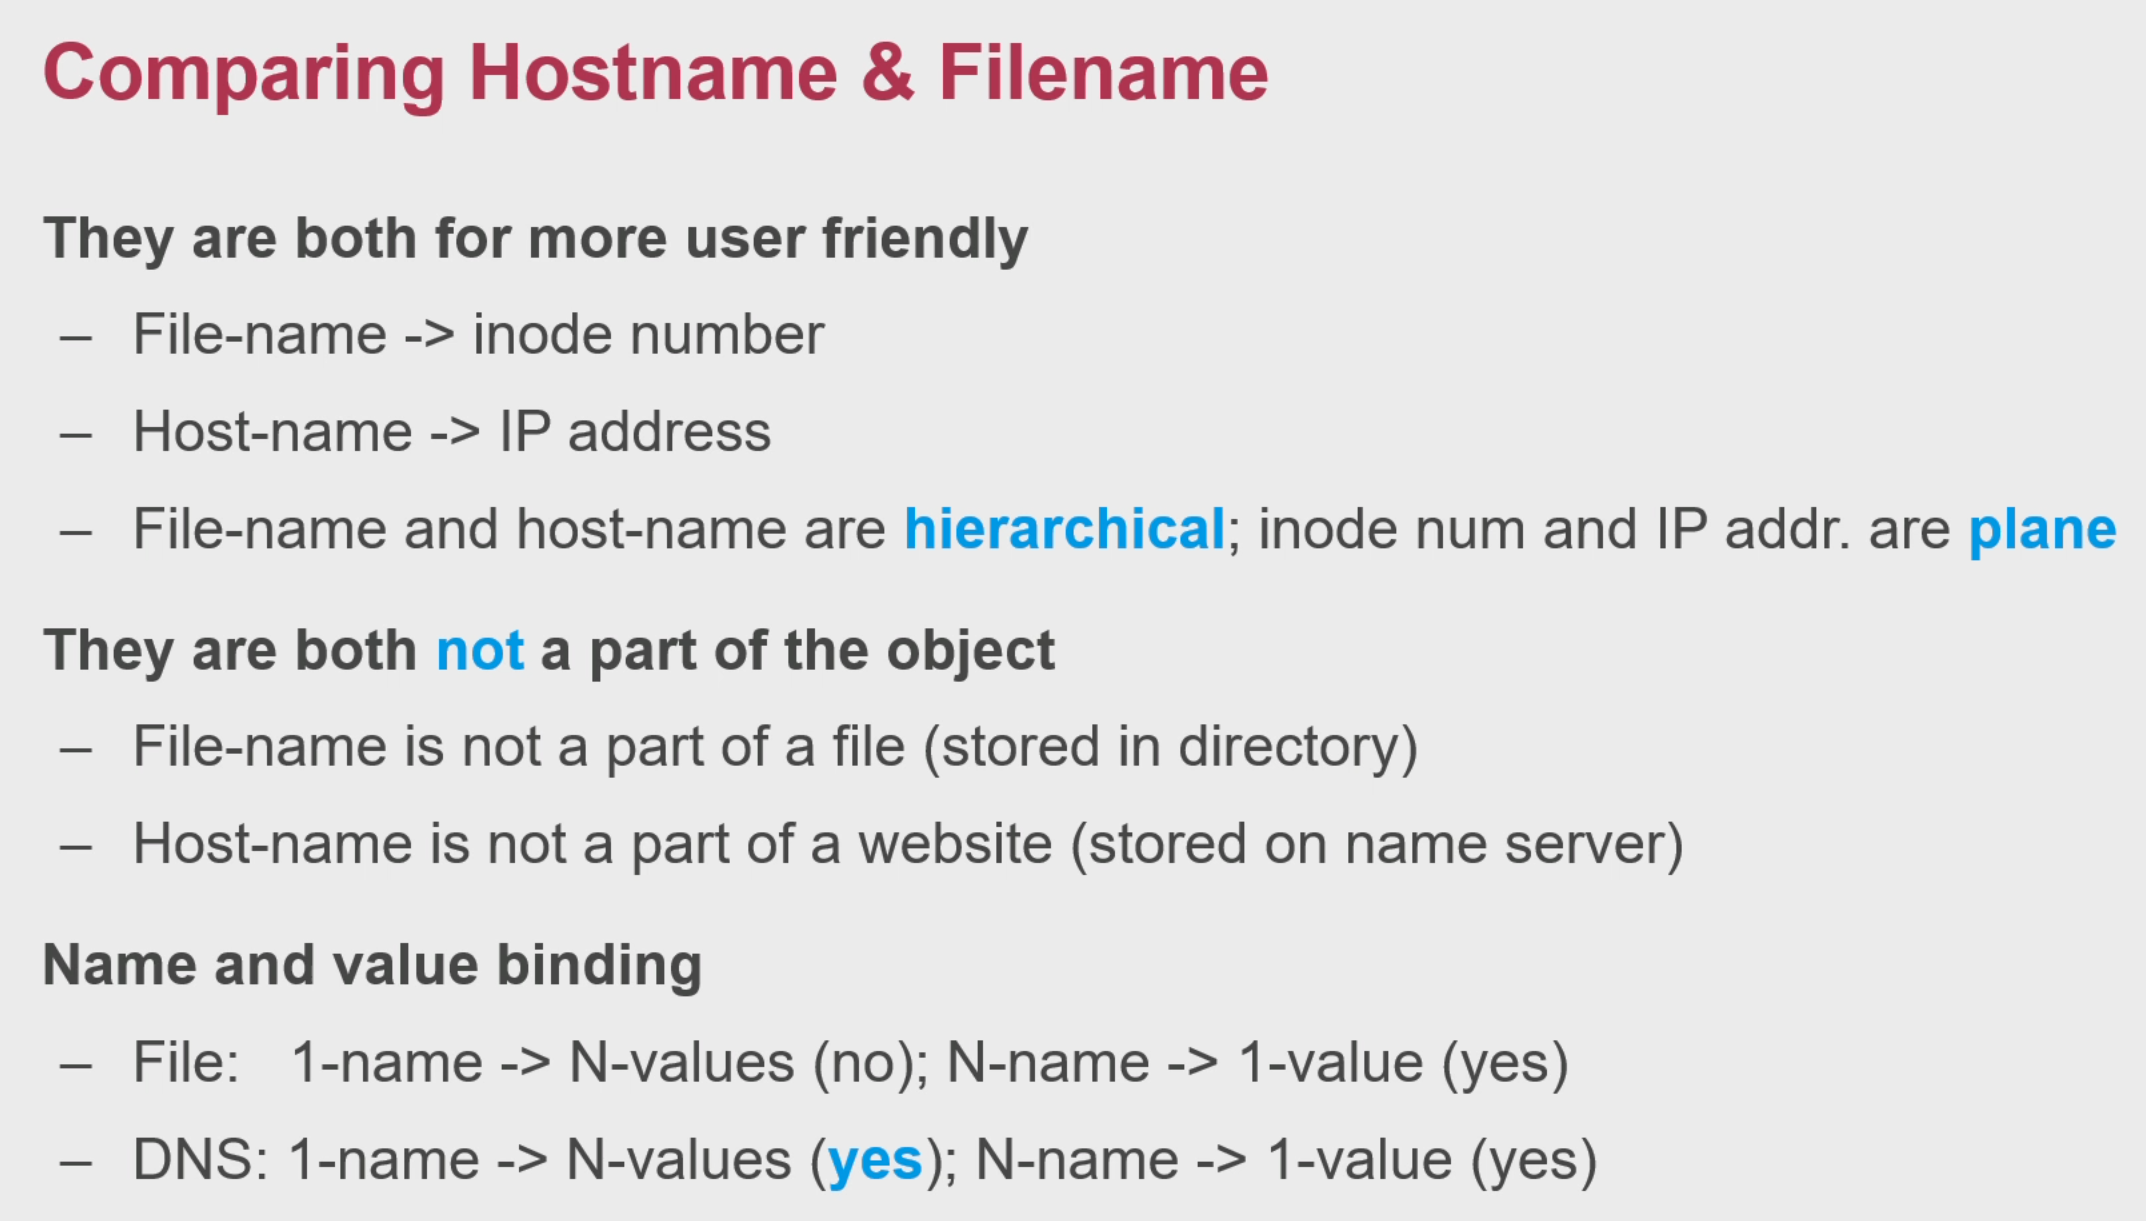 Comparing Hostname & Filename
They are both for more user friendly
– File-name -> inode number
– Host-name -> IP address
– File-name and host-name are hierarchical; inode num and IP addr. are plane
They are both not a part of the object
– File-name is not a part of a file (stored in directory)
– Host-name is not a part of a website (stored on name server)
Name and value binding
– File: 1-name -> N-values (no); N-name -> 1-value (yes)
– DNS: 1-name -> N-values (yes); N-name -> 1-value (yes)